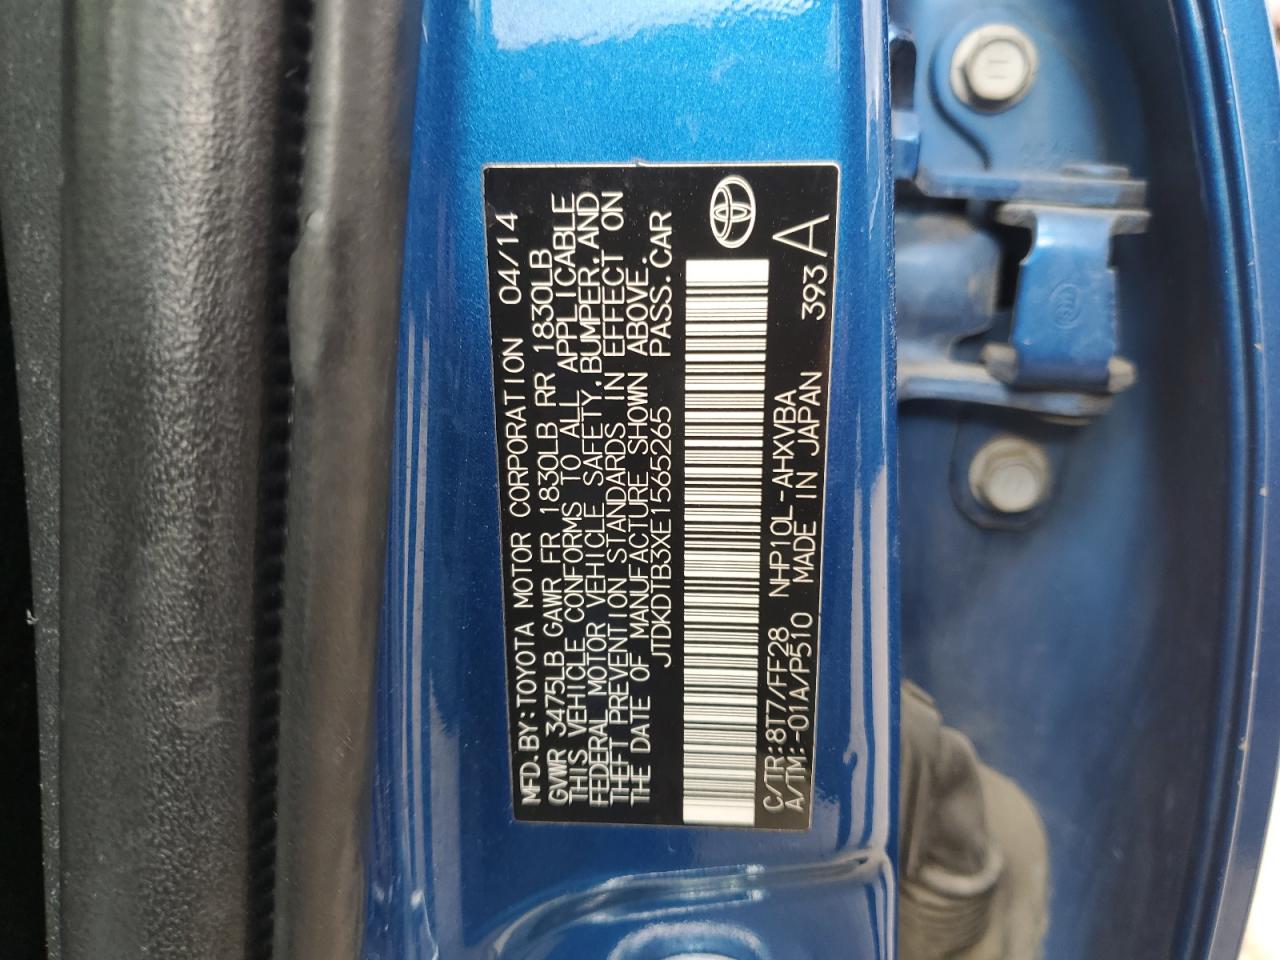 MFD.BY:TOYOTA MOTOR CORPORATION 04/14
GVWR 3475LB GAWR FR 1830LB RR 1830LB
THIS VEHICLE CONFORMS TO ALL APPLICABLE
FEDERAL MOTOR VEHICLE SAFETY,BUMPER,AND
THEFT PREVENTION STANDARDS IN EFFECT ON
THE DATE OF MANUFACTURE SHOWN ABOVE.
JTDKDTB3XE1565265 PASS.CAR
C/TR:8T7/FF28 NHP10L-AHXVBA 393A
A/TM:-01A/P510 MADE IN JAPAN